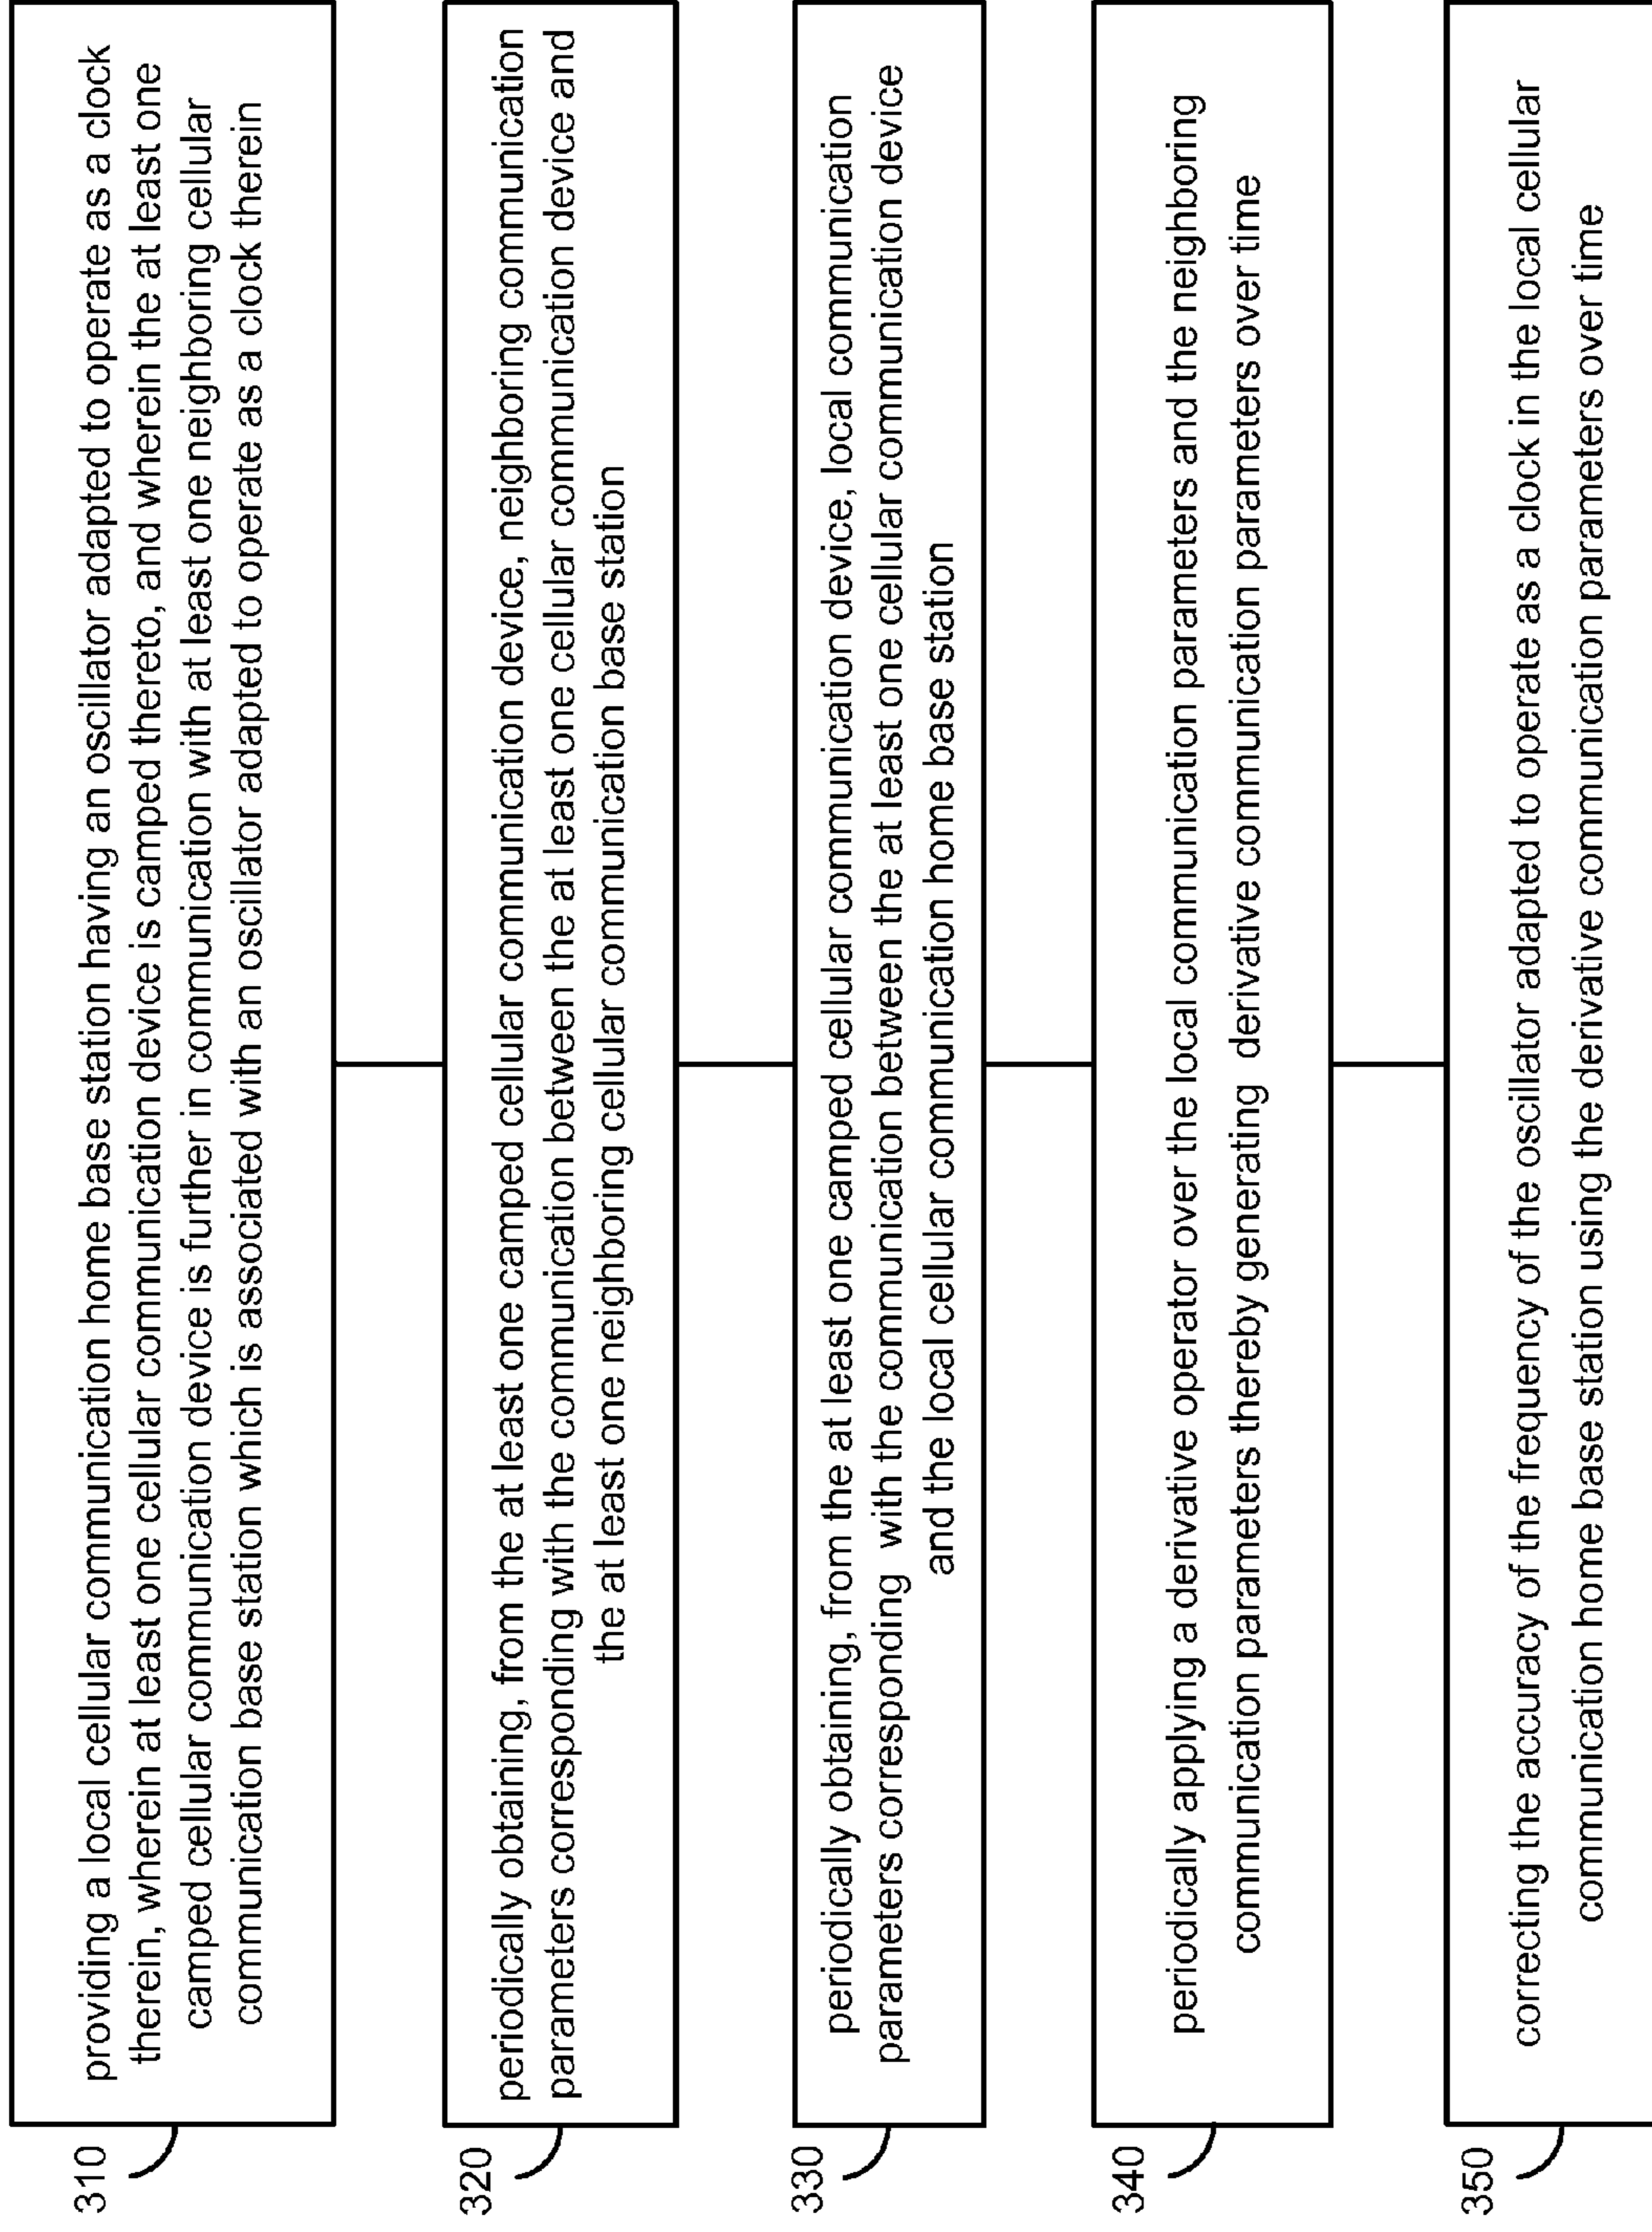 310
providing a local cellular communication home base station having an oscillator adapted to operate as a clock
therein, wherein at least one cellular communication device is camped thereto, and wherein the at least one
camped cellular communication device is further in communication with at least one neighboring cellular
communication base station which is associated with an oscillator adapted to operate as a clock therein
320
periodically obtaining, from the at least one camped cellular communication device, neighboring communication
parameters corresponding with the communication between the at least one cellular communication device and
the at least one neighboring cellular communication base station
330
periodically obtaining, from the at least one camped cellular communication device, local communication
parameters corresponding with the communication between the at least one cellular communication device
and the local cellular communication home base station
340
periodically applying a derivative operator over the local communication parameters and the neighboring
communication parameters thereby generating derivative communication parameters over time
350
correcting the accuracy of the frequency of the oscillator adapted to operate as a clock in the local cellular
communication home base station using the derivative communication parameters over time